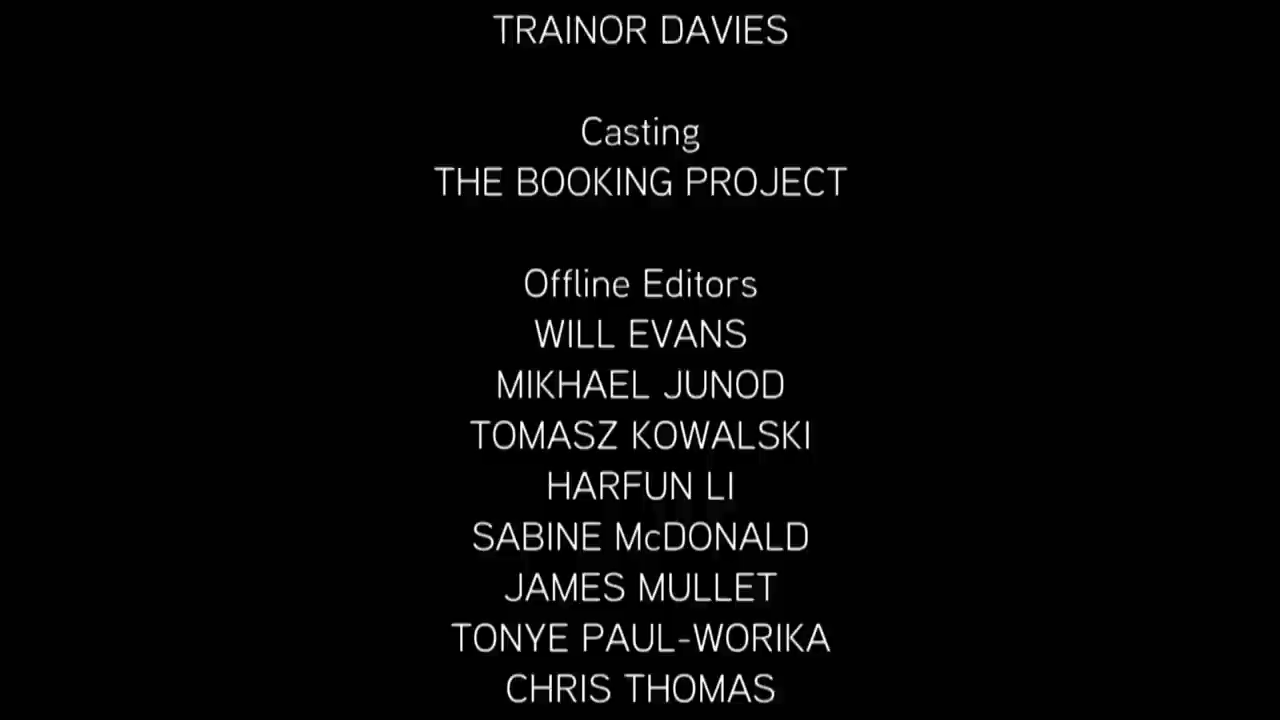 TRAINOR DAVIES
Casting
THE BOOKING PROJECT
Offline Editors
WILL EVANS
MIKHAEL JUNOD
TOMASZ KOWALSKI
HARFUN LI
SABINE McDONALD
JAMES MULLET
TONYE PAUL-WORIKA
CHRIS THOMAS